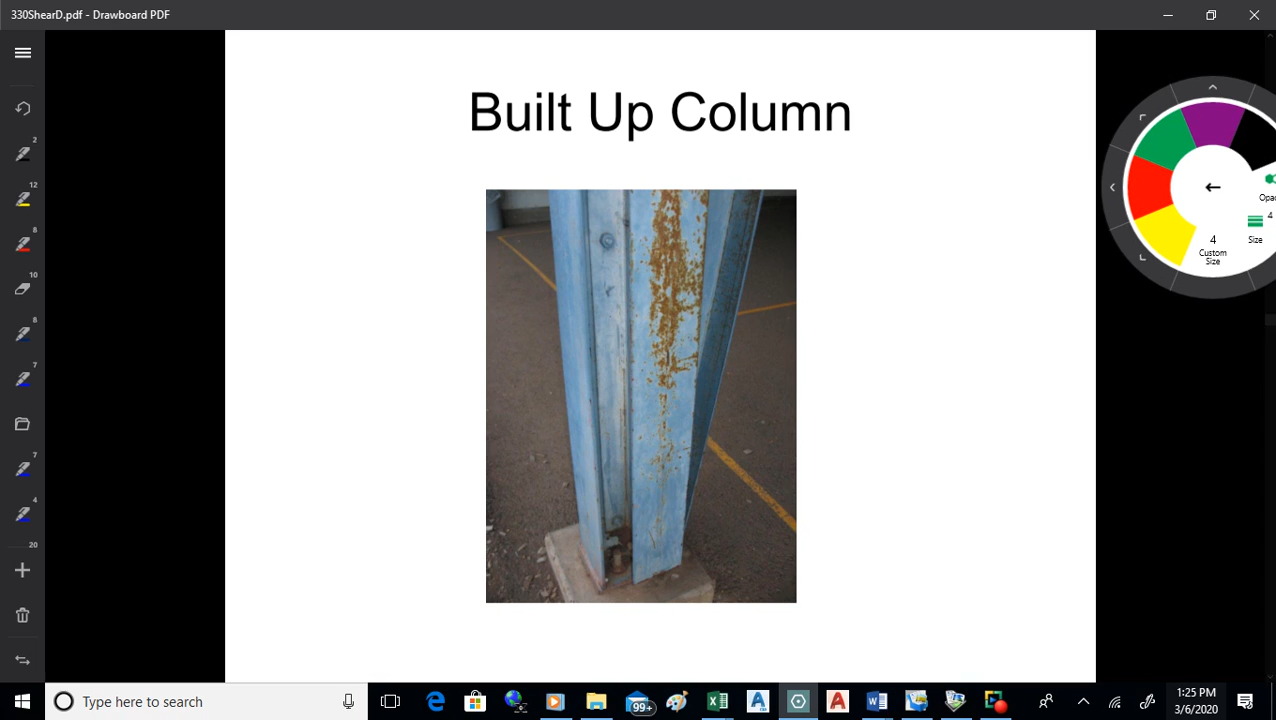 330ShearD.pdf - Drawboard PDF
Built Up Column
2
12
8
10
8
7
7
4
20
Opac
4
Size
4
Custom
Size
Type here to search
99+
1:25 PM
3/6/2020